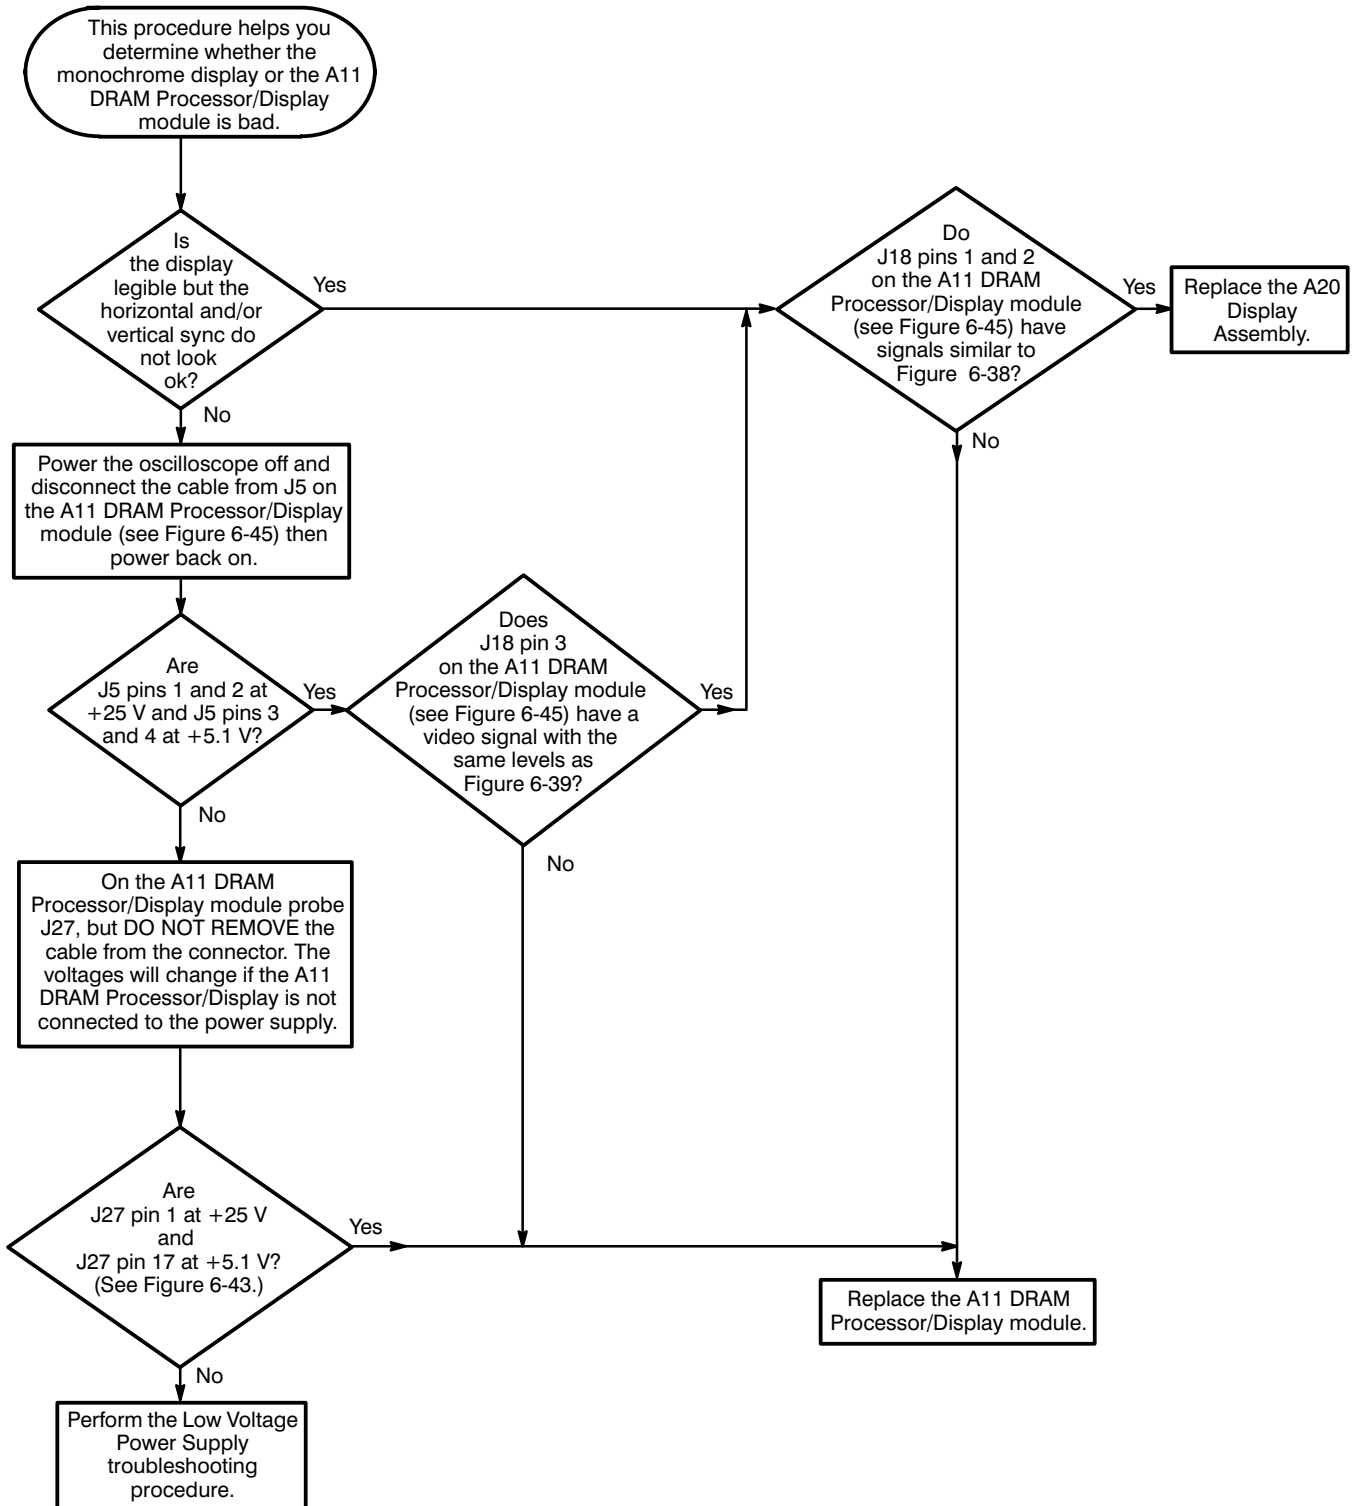 This procedure helps you
determine whether the
monochrome display or the A11
DRAM Processor/Display
module is bad.
Is
the display
legible but the
horizontal and/or
vertical sync do
not look
ok?
Yes
No
Do
J18 pins 1 and 2
on the A11 DRAM
Processor/Display module
(see Figure 6-45) have
signals similar to
Figure 6-38?
Yes
No
Replace the A20
Display
Assembly.
Power the oscilloscope off and
disconnect the cable from J5 on
the A11 DRAM Processor/Display
module (see Figure 6-45) then
power back on.
Are
J5 pins 1 and 2 at
+25 V and J5 pins 3
and 4 at +5.1 V?
Yes
No
Does
J18 pin 3
on the A11 DRAM
Processor/Display module
(see Figure 6-45) have a
video signal with the
same levels as
Figure 6-39?
Yes
No
On the A11 DRAM
Processor/Display module probe
J27, but DO NOT REMOVE the
cable from the connector. The
voltages will change if the A11
DRAM Processor/Display is not
connected to the power supply.
Are
J27 pin 1 at +25 V
and
J27 pin 17 at +5.1 V?
(See Figure 6-43.)
Yes
No
Replace the A11 DRAM
Processor/Display module.
Perform the Low Voltage
Power Supply
troubleshooting
procedure.